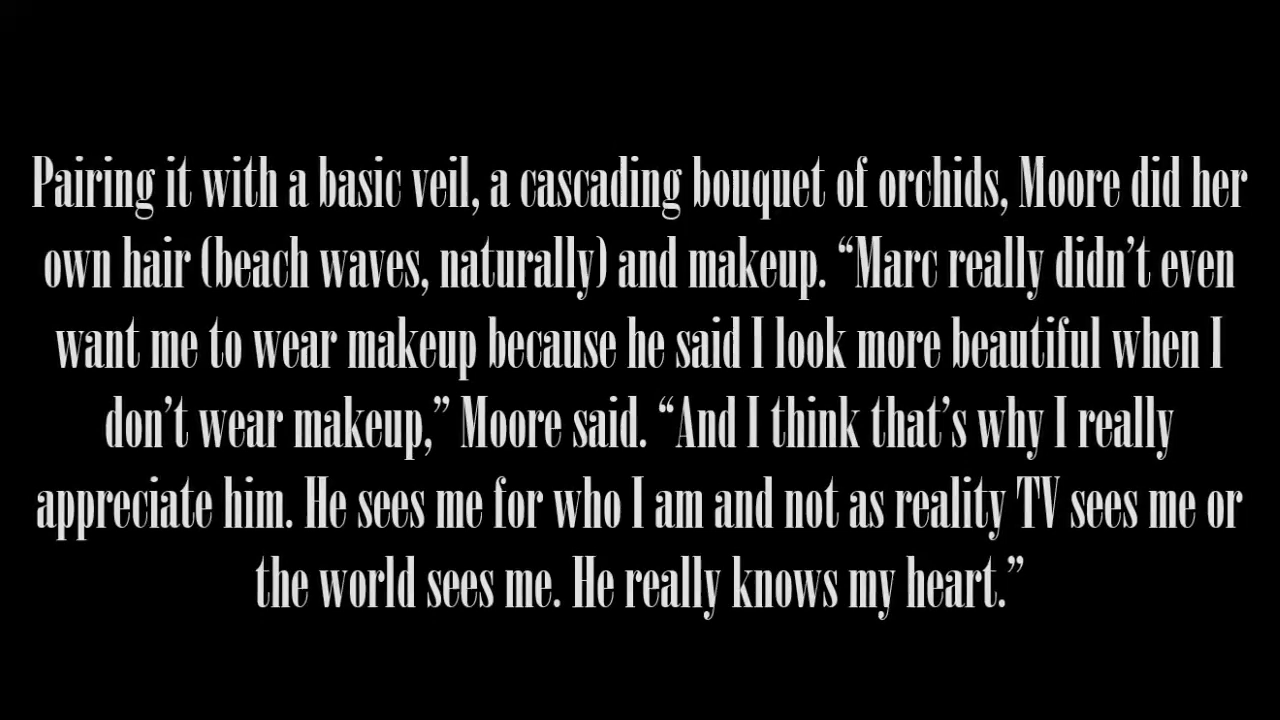 Pairing it with a basic veil, a cascading bouquet of orchids, Moore did her
own hair (beach waves, naturally) and makeup. “Marc really didn’t even
want me to wear makeup because he said I look more beautiful when I
don’t wear makeup,” Moore said. “And I think that’s why I really
appreciate him. He sees me for who I am and not as reality TV sees me or
the world sees me. He really knows my heart.”